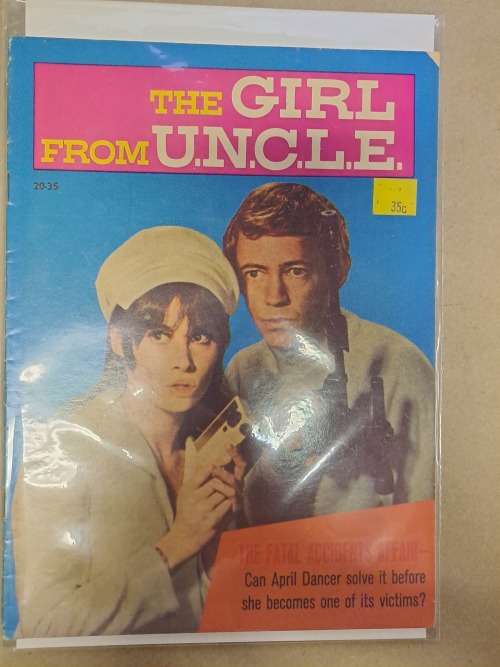 THE GIRL
FROM U.N.C.L.E.
20-35
35c
THE FATAL ACCIDENTS AFFAIR—
Can April Dancer solve it before
she becomes one of its victims?